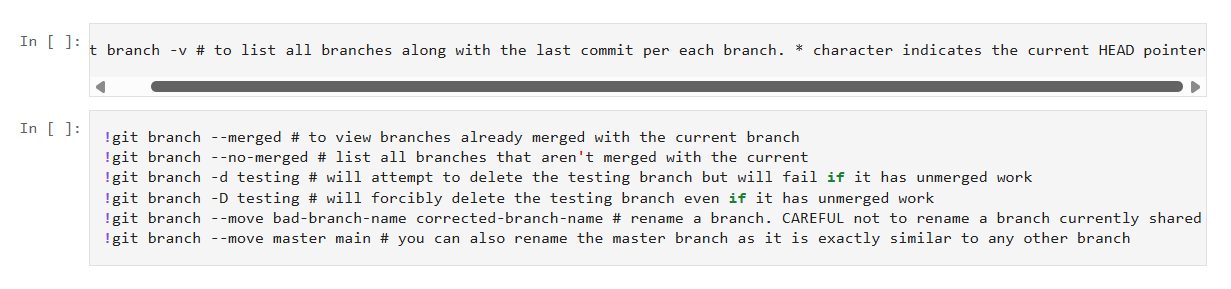 In [ ]: t branch -v # to list all branches along with the last commit per each branch. * character indicates the current HEAD pointer
In [ ]: !git branch --merged # to view branches already merged with the current branch
!git branch --no-merged # list all branches that aren't merged with the current
!git branch -d testing # will attempt to delete the testing branch but will fail if it has unmerged work
!git branch -D testing # will forcibly delete the testing branch even if it has unmerged work
!git branch --move bad-branch-name corrected-branch-name # rename a branch. CAREFUL not to rename a branch currently shared
!git branch --move master main # you can also rename the master branch as it is exactly similar to any other branch